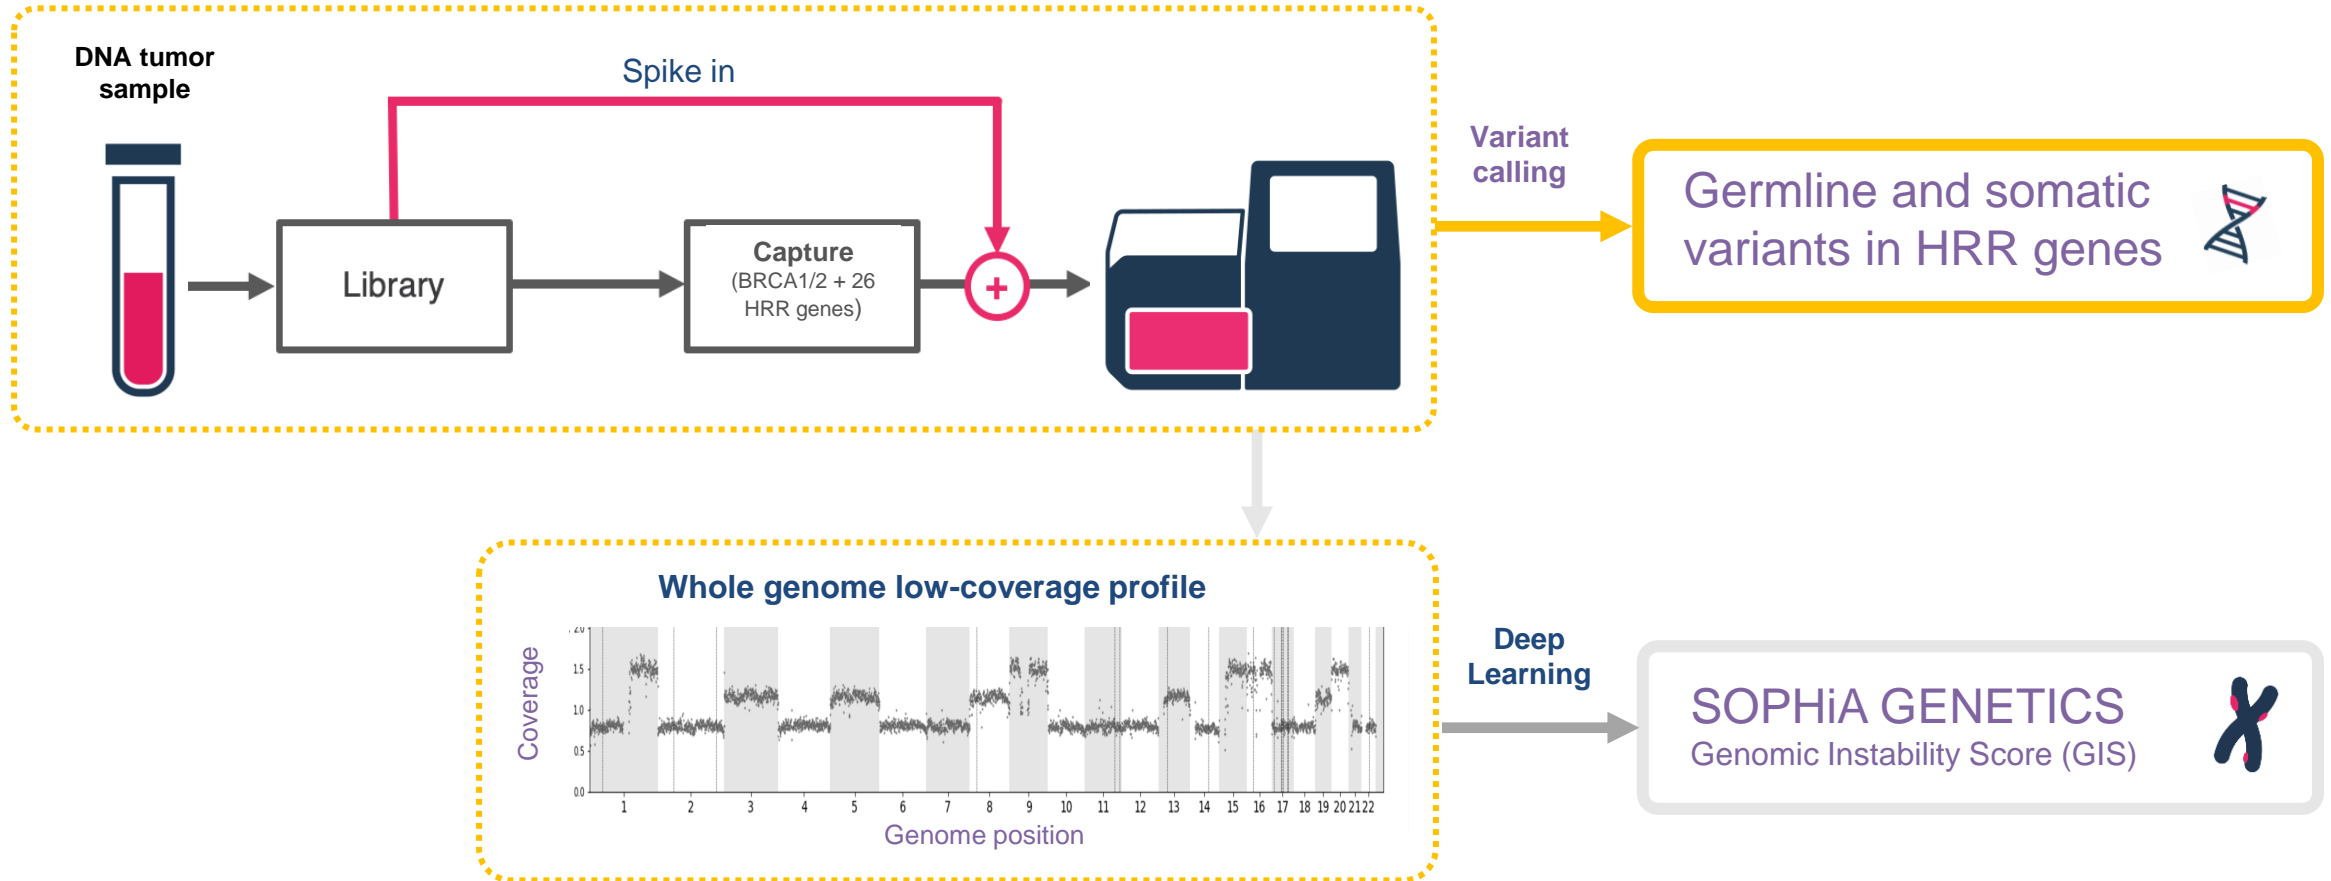 DNA tumor
sample
Spike in
Library
Capture
(BRCA1/2 + 26
HRR genes)
+
Variant
calling
Germline and somatic
variants in HRR genes
Whole genome low-coverage profile
Coverage
2.0
1.5
1.0
0.5
0.0
1 2 3 4 5 6 7 8 9 10 11 12 13 14 15 16 17 18 19 20 21 22
Genome position
Deep
Learning
SOPHiA GENETICS
Genomic Instability Score (GIS)